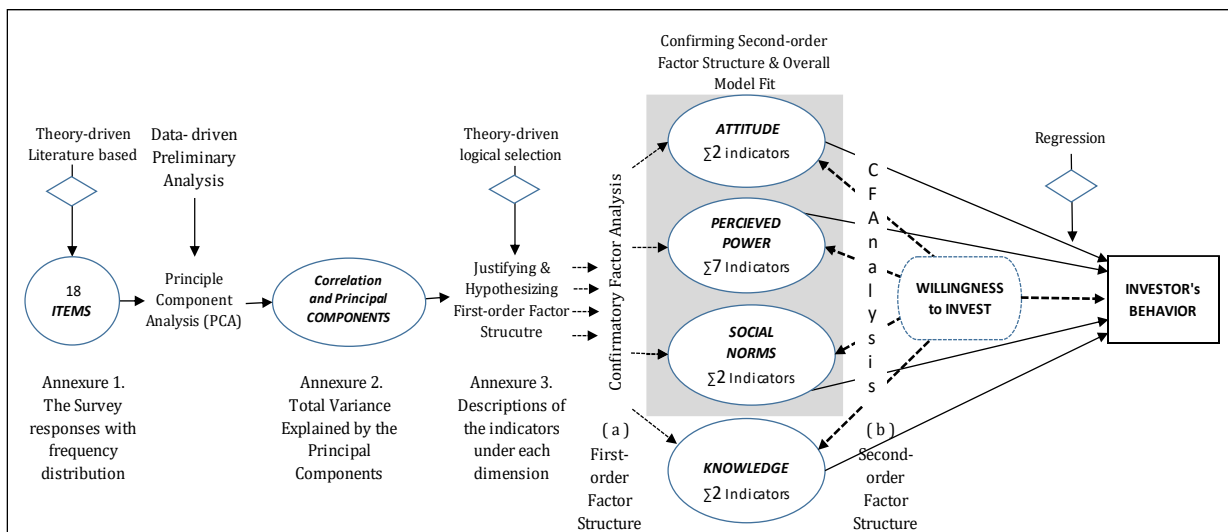 Confirming Second-order
Factor Structure & Overall
Model Fit
Theory-driven
Literature based
Data- driven
Preliminary
Analysis
Theory-driven
logical selection
Regression
18
ITEMS
Principle
Component
Analysis (PCA)
Correlation
and Principal
COMPONENTS
Justifying &
Hypothesizing
First-order Factor
Strucutre
Confirmatory Factor Analysis
ATTITUDE
∑2 indicators
PERCIEVED
POWER
∑7 Indicators
SOCIAL
NORMS
∑2 Indicators
KNOWLEDGE
∑2 Indicators
CFAnalysis
WILLINGNESS
to INVEST
INVESTOR's
BEHAVIOR
Annexure 1.
The Survey
responses with
frequency
distribution
Annexure 2.
Total Variance
Explained by the
Principal
Components
Annexure 3.
Descriptions of
the indicators
under each
dimension
( a )
First-
order
Factor
Structure
( b )
Second-
order
Factor
Structure